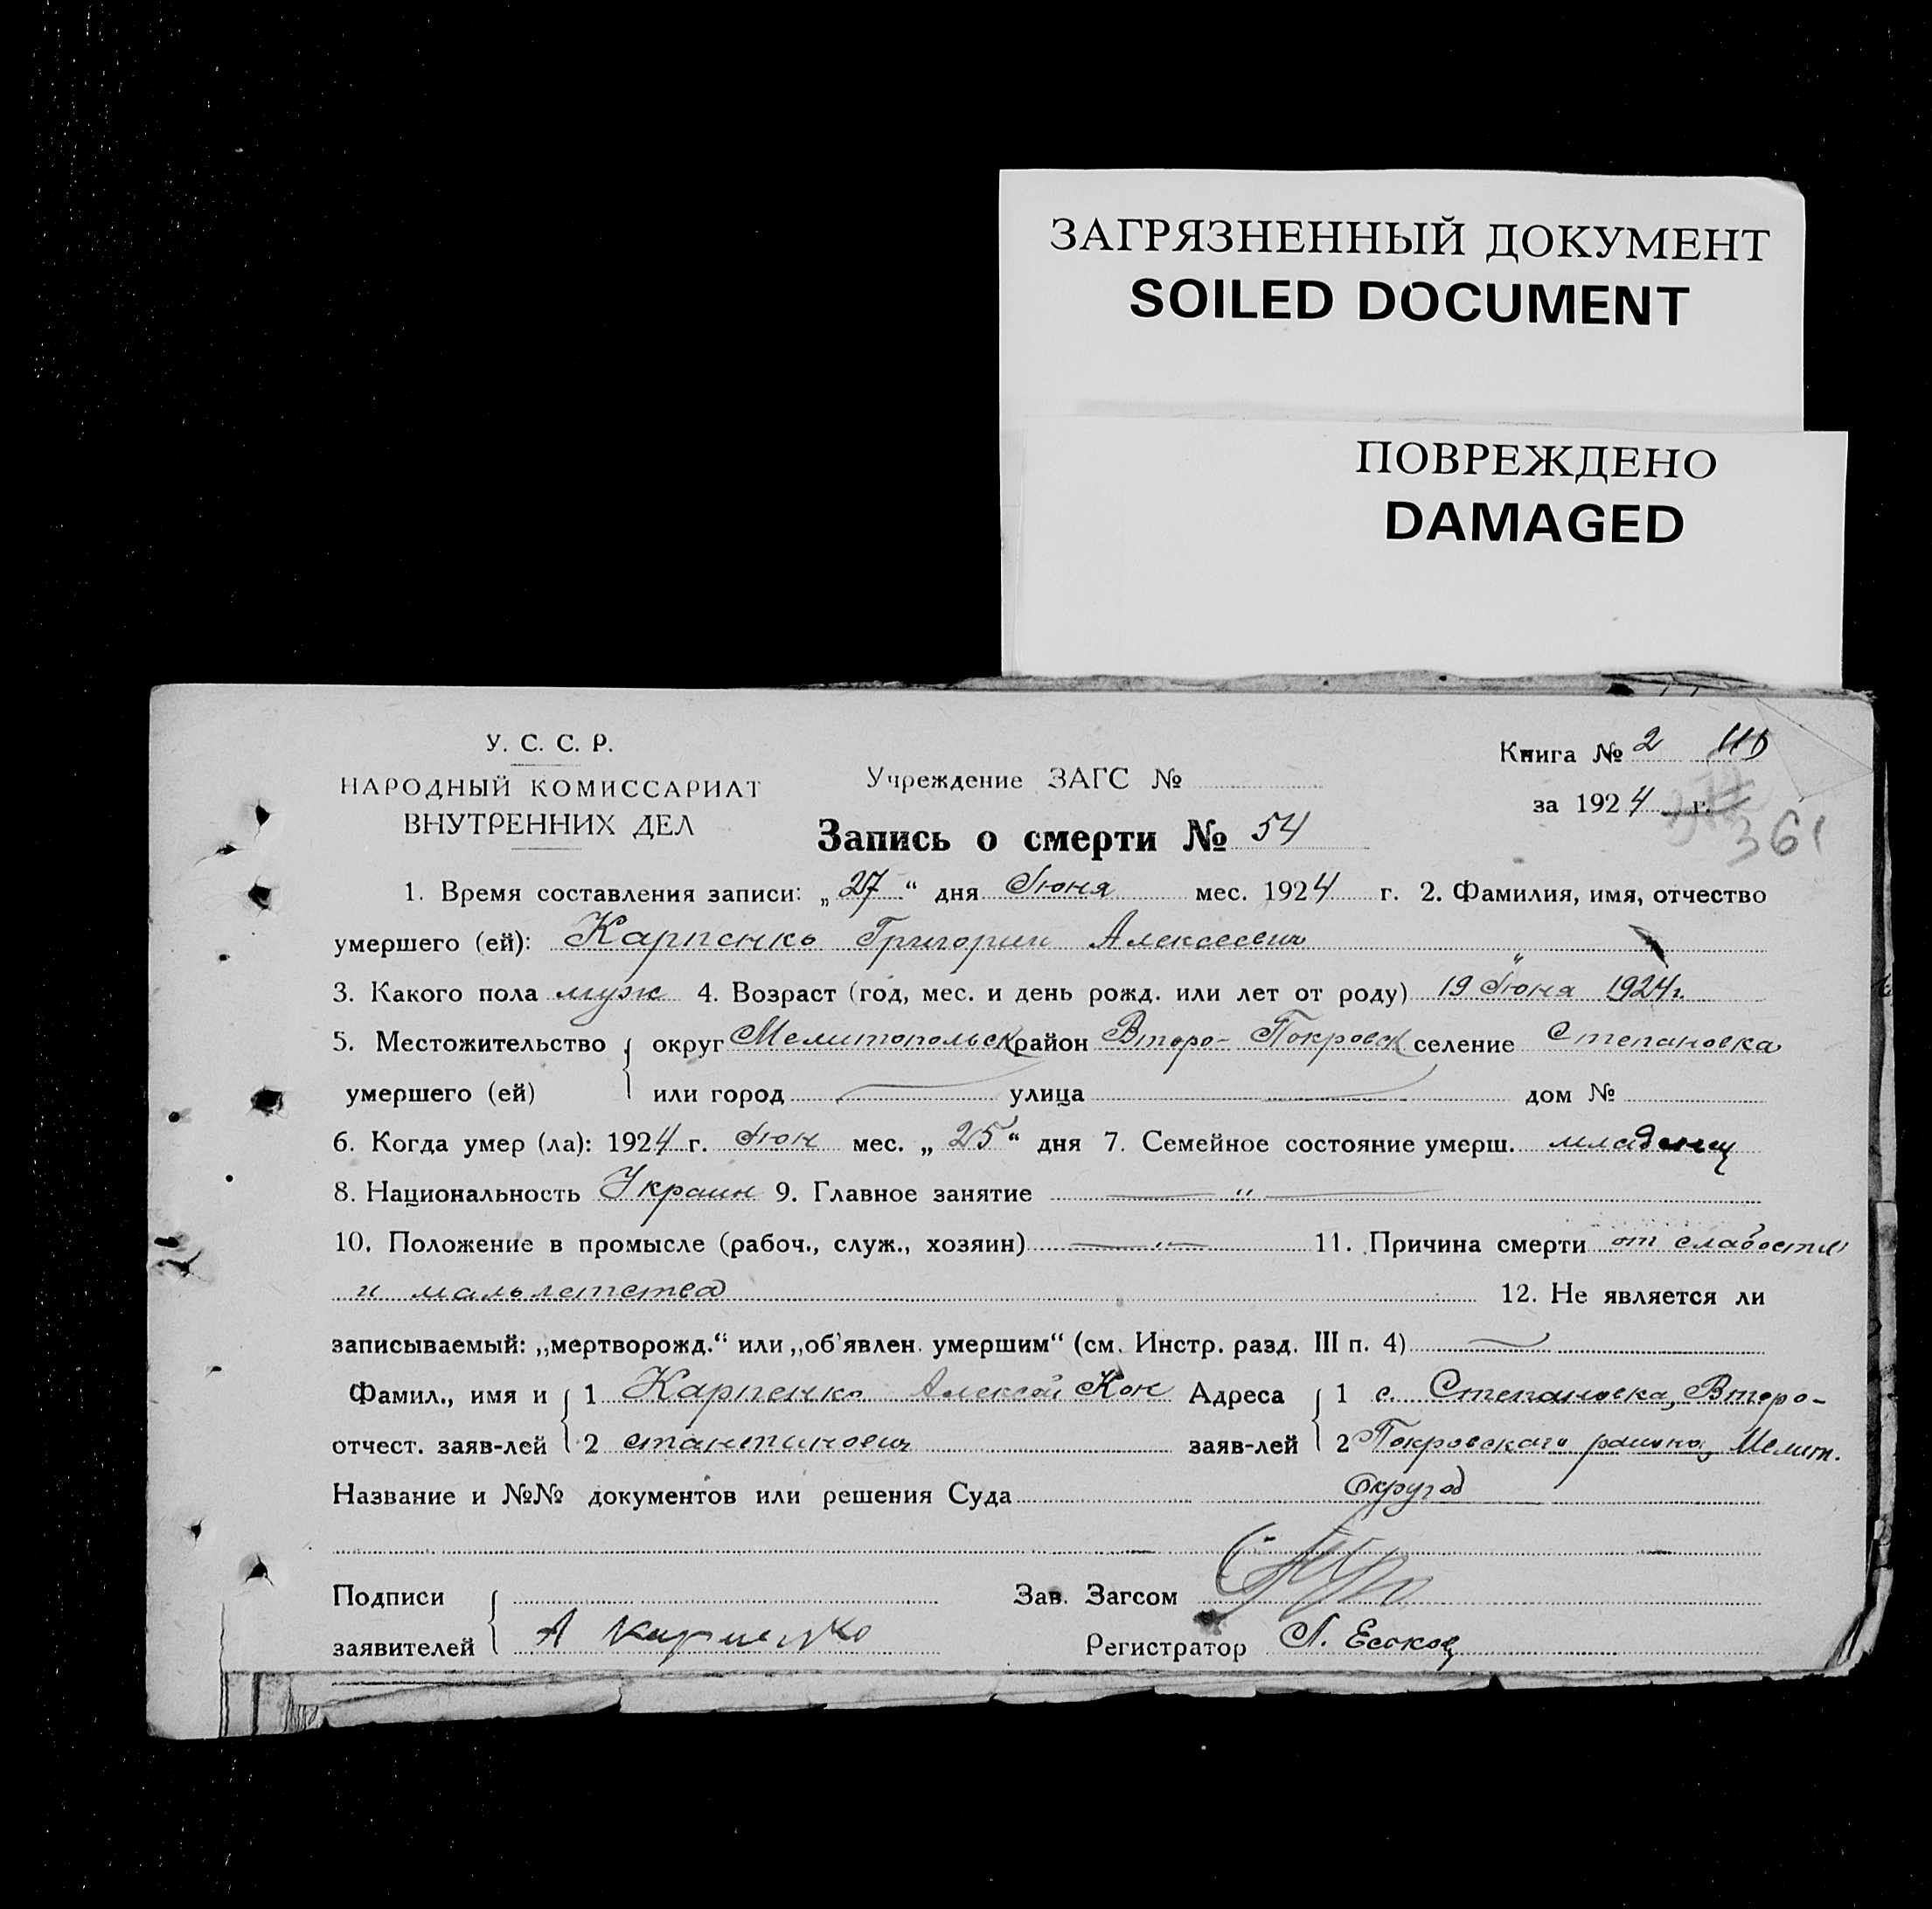 ЗАГРЯЗНЕННЫЙ ДОКУМЕНТ
SOILED DOCUMENT
ПОВРЕЖДЕНО
DAMAGED
У. С. С. Р.
НАРОДНЫЙ КОМИССАРИАТ
ВНУТРЕННИХ ДЕЛ
Учреждение ЗАГС №
Книга № 2
за 1924 г.
361
Запись о смерти № 54
1. Время составления записи: „27“ дня Июня мес. 1924 г. 2. Фамилия, имя, отчество
умершего (ей): Карпенко Григорий Алексеевич
3. Какого пола муж 4. Возраст (год, мес. и день рожд. или лет от роду) 19 Июня 1924 г.
5. Местожительство округ Мелитопольск район Второ-Покровск селение Степановка
умершего (ей) или город улица дом №
6. Когда умер (ла): 1924 г. Июн мес. „25“ дня 7. Семейное состояние умерш. младенец
8. Национальность Украин 9. Главное занятие — " —
10. Положение в промысле (рабоч., служ., хозяин) — " — 11. Причина смерти от слабости
и мальлетства 12. Не является ли
записываемый: „мертворожд.“ или „об'явлен умершим“ (см. Инстр. разд. III п. 4) —
Фамил., имя и 1 Карпенко Алексей Кон Адреса 1 с. Степановка, Второ-
отчест. заяв-лей 2 стантинович заяв-лей 2 Покровского района, Мелит.
Название и №№ документов или решения Суда Округа
Подписи Зав. Загсом
заявителей А Карпенко Регистратор